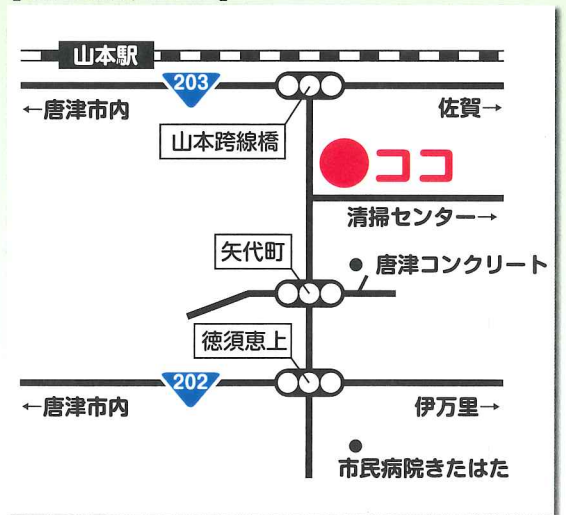 山本駅
203
←唐津市内
佐賀→
山本跨線橋
ココ
清掃センター→
矢代町
唐津コンクリート
徳須恵上
202
←唐津市内
伊万里→
市民病院きたはた